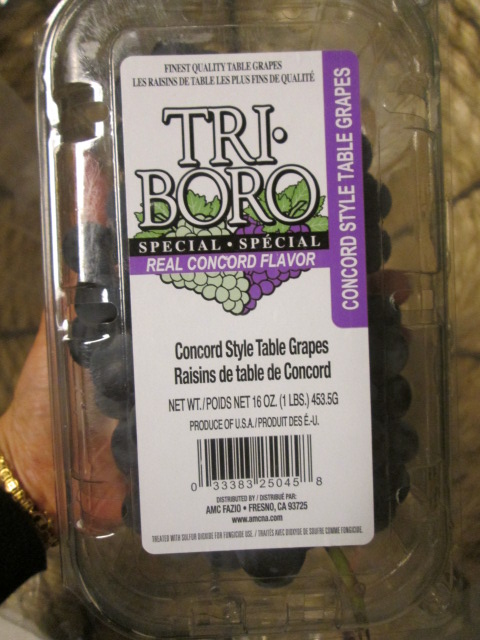 FINEST QUALITY TABLE GRAPES
LES RAISINS DE TABLE LES PLUS FINS DE QUALITÉ
TRI·
BORO
SPECIAL · SPÉCIAL
REAL CONCORD FLAVOR
CONCORD STYLE TABLE GRAPES
Concord Style Table Grapes
Raisins de table de Concord
NET WT./POIDS NET 16 OZ. (1 LBS.) 453.5G
PRODUCE OF U.S.A./PRODUIT DES É.-U.
0 33383 25045 8
DISTRIBUTED BY / DISTRIBUÉ PAR:
AMC FAZIO • FRESNO, CA 93725
www.amcna.com
TREATED WITH SULFUR DIOXIDE FOR FUNGICIDE USE. / TRAITÉS AVEC DIOXYDE DE SOUFRE COMME FONGICIDE.